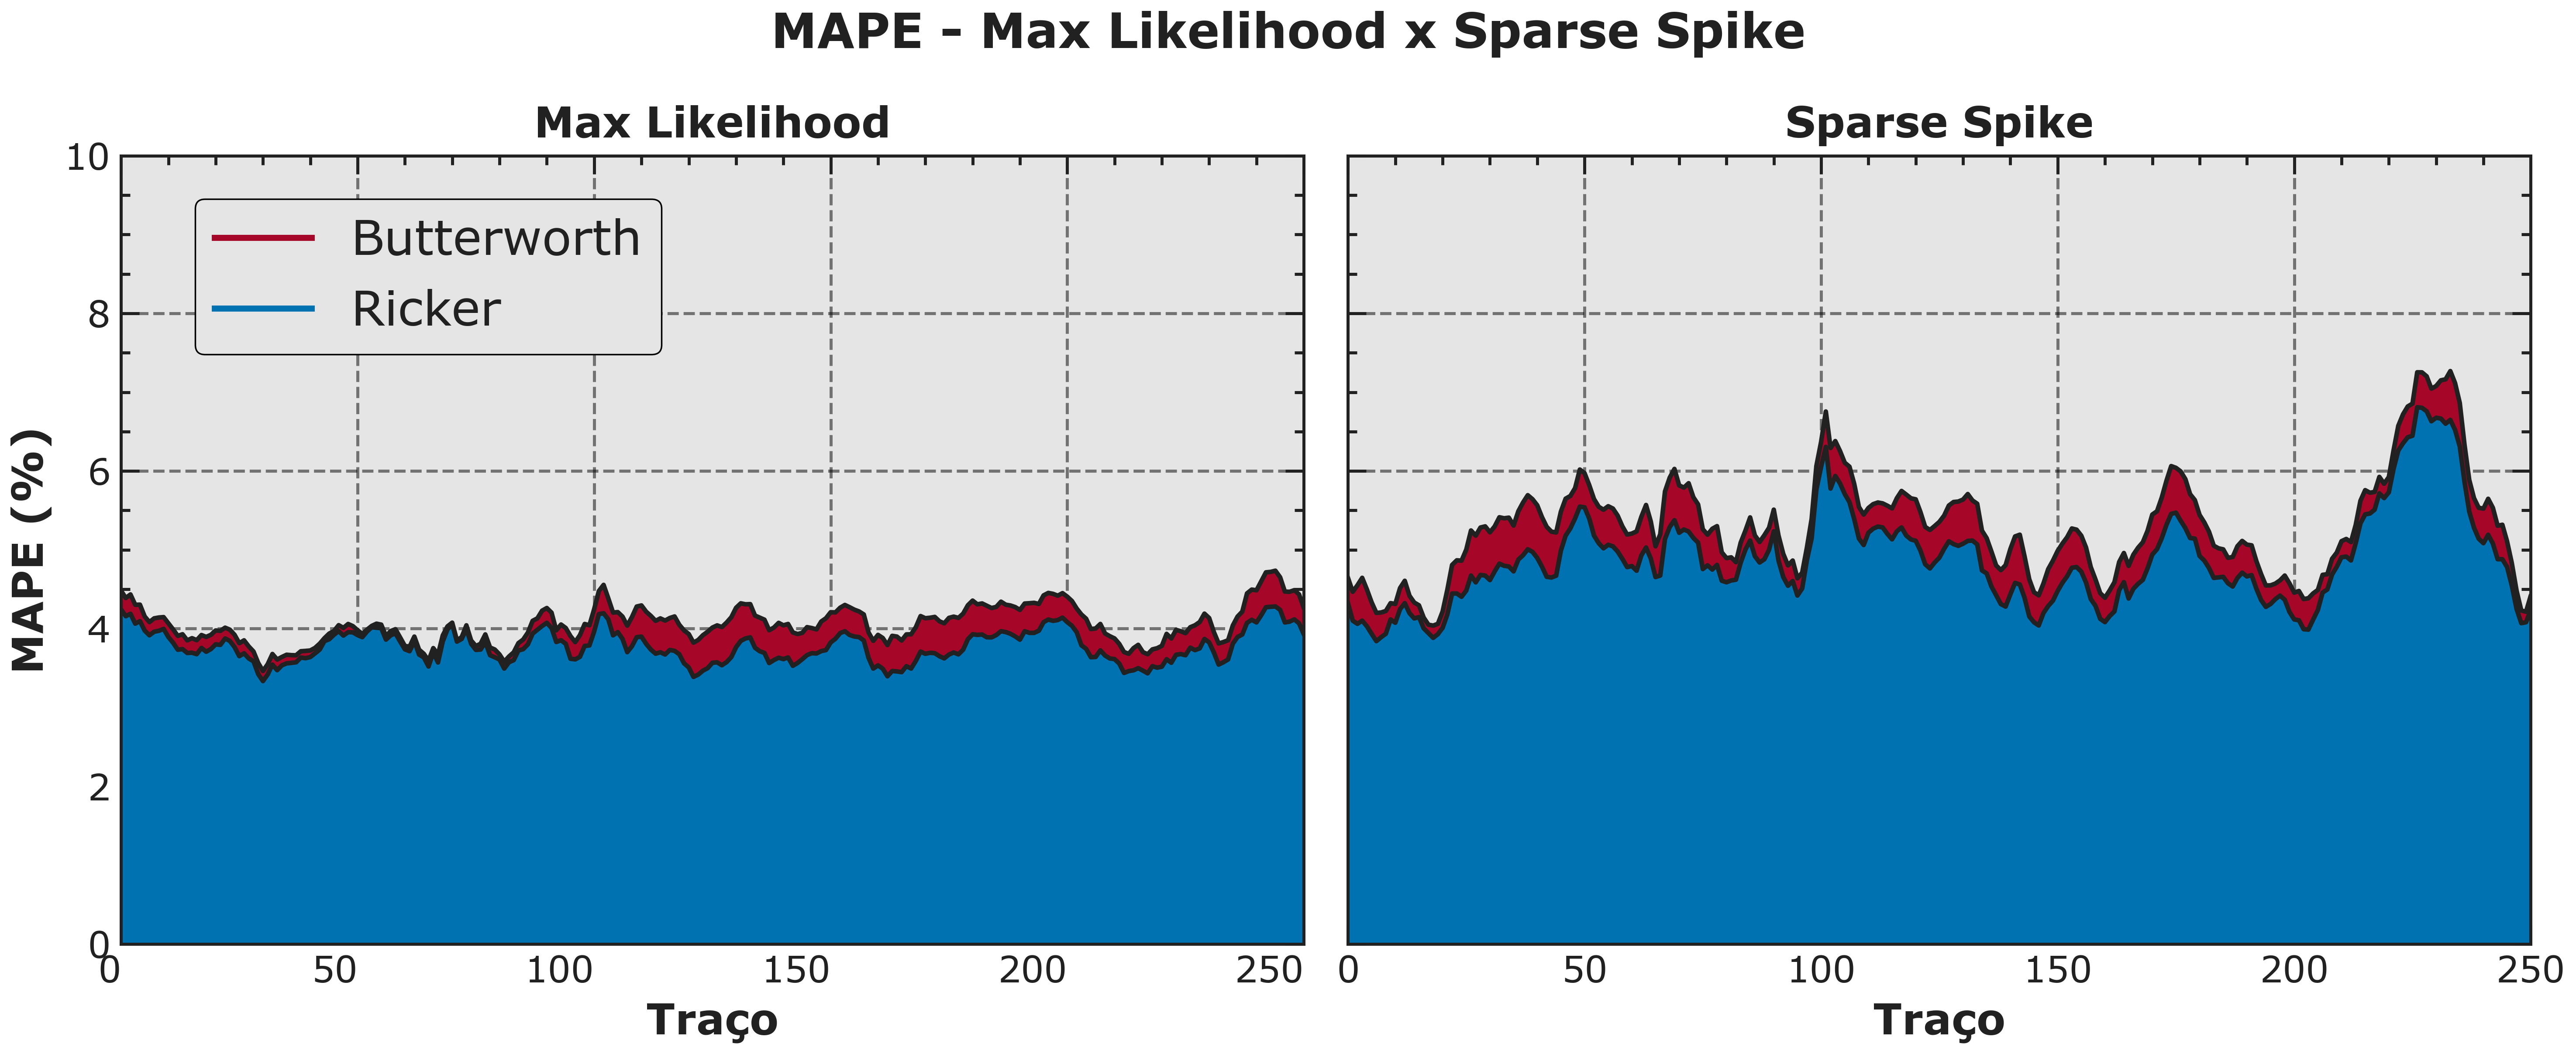 MAPE - Max Likelihood x Sparse Spike
Max Likelihood
Sparse Spike
Butterworth
Ricker
MAPE (%)
10
8
6
4
2
0
0 50 100 150 200 250
0 50 100 150 200 250
Traço
Traço